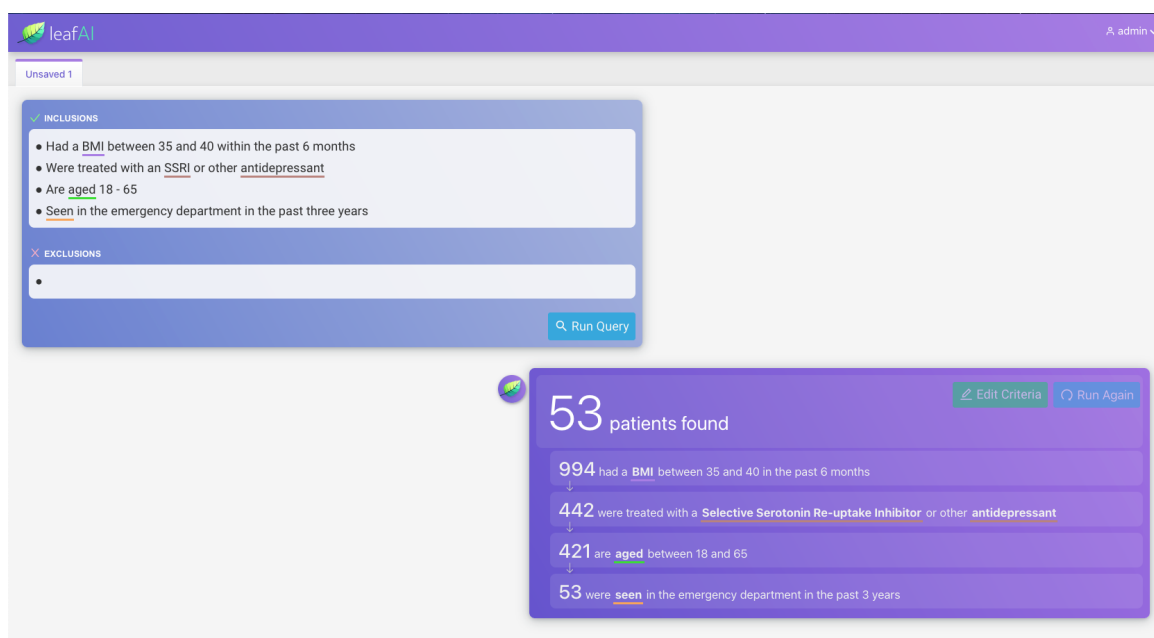 leafAI
admin
Unsaved 1
INCLUSIONS
● Had a BMI between 35 and 40 within the past 6 months
● Were treated with an SSRI or other antidepressant
● Are aged 18 - 65
● Seen in the emergency department in the past three years
EXCLUSIONS
●
Run Query
53 patients found
Edit Criteria
Run Again
994 had a BMI between 35 and 40 in the past 6 months
442 were treated with a Selective Serotonin Re-uptake Inhibitor or other antidepressant
421 are aged between 18 and 65
53 were seen in the emergency department in the past 3 years